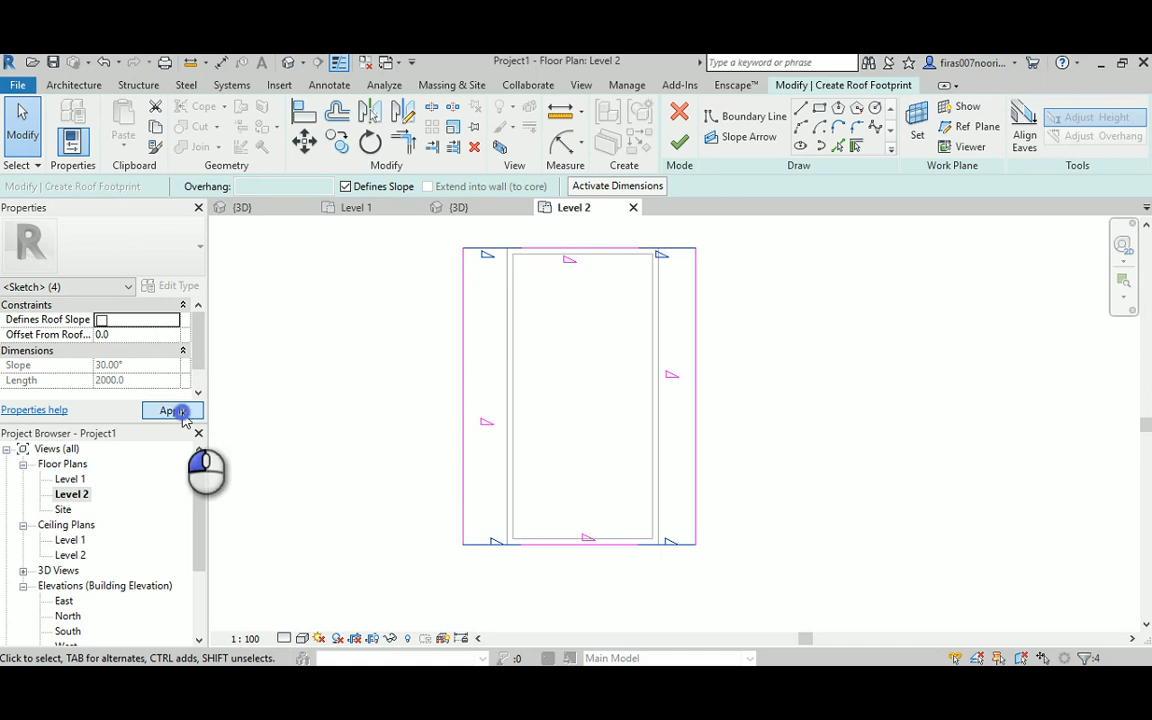 Project1 - Floor Plan: Level 2
Type a keyword or phrase
firas007noori...
File Architecture Structure Steel Systems Insert Annotate Analyze Massing & Site Collaborate View Manage Add-Ins Enscape™ Modify | Create Roof Footprint
Modify
Paste
Cope
Cut
Join
Boundary Line
Slope Arrow
Set
Show
Ref Plane
Viewer
Align
Eaves
Adjust Height
Adjust Overhang
Select Properties Clipboard Geometry Modify View Measure Create Mode Draw Work Plane Tools
Modify | Create Roof Footprint Overhang: Defines Slope Extend into wall (to core) Activate Dimensions
Properties
{3D} Level 1 {3D} Level 2
R
<Sketch> (4) Edit Type
Constraints
Defines Roof Slope
Offset From Roof... 0.0
Dimensions
Slope 30.00°
Length 2000.0
Properties help
Project Browser - Project1
Views (all)
Floor Plans
Level 1
Level 2
Site
Ceiling Plans
Level 1
Level 2
3D Views
Elevations (Building Elevation)
East
North
South
1 : 100
Click to select, TAB for alternates, CTRL adds, SHIFT unselects.
:0
Main Model
:4